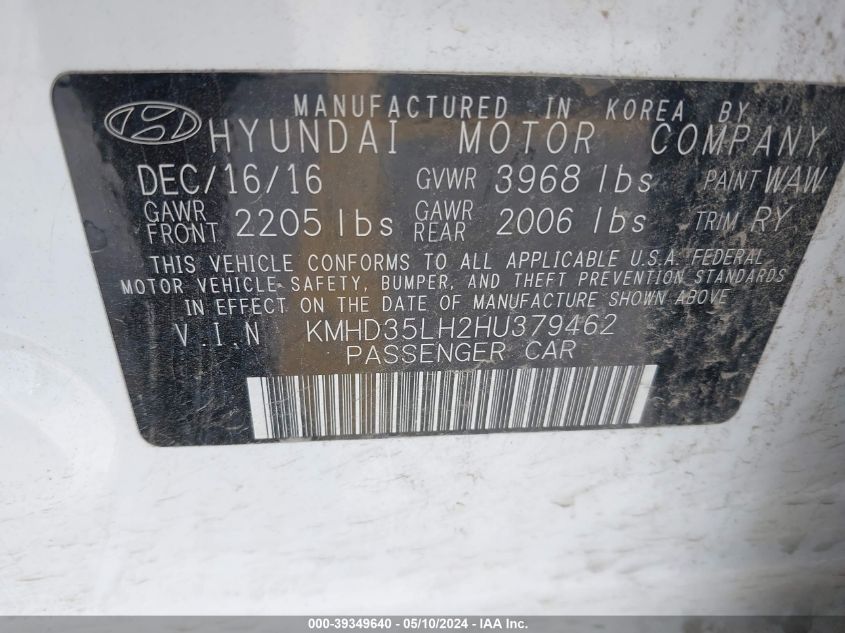 MANUFACTURED IN KOREA BY
HYUNDAI MOTOR COMPANY
DEC/16/16 GVWR 3968 lbs PAINT WAW
GAWR FRONT 2205 lbs GAWR REAR 2006 lbs TRIM RY
THIS VEHICLE CONFORMS TO ALL APPLICABLE U.S.A. FEDERAL
MOTOR VEHICLE SAFETY, BUMPER, AND THEFT PREVENTION STANDARDS
IN EFFECT ON THE DATE OF MANUFACTURE SHOWN ABOVE
V.I.N KMHD35LH2HU379462
PASSENGER CAR
000-39349640 - 05/10/2024 - IAA Inc.